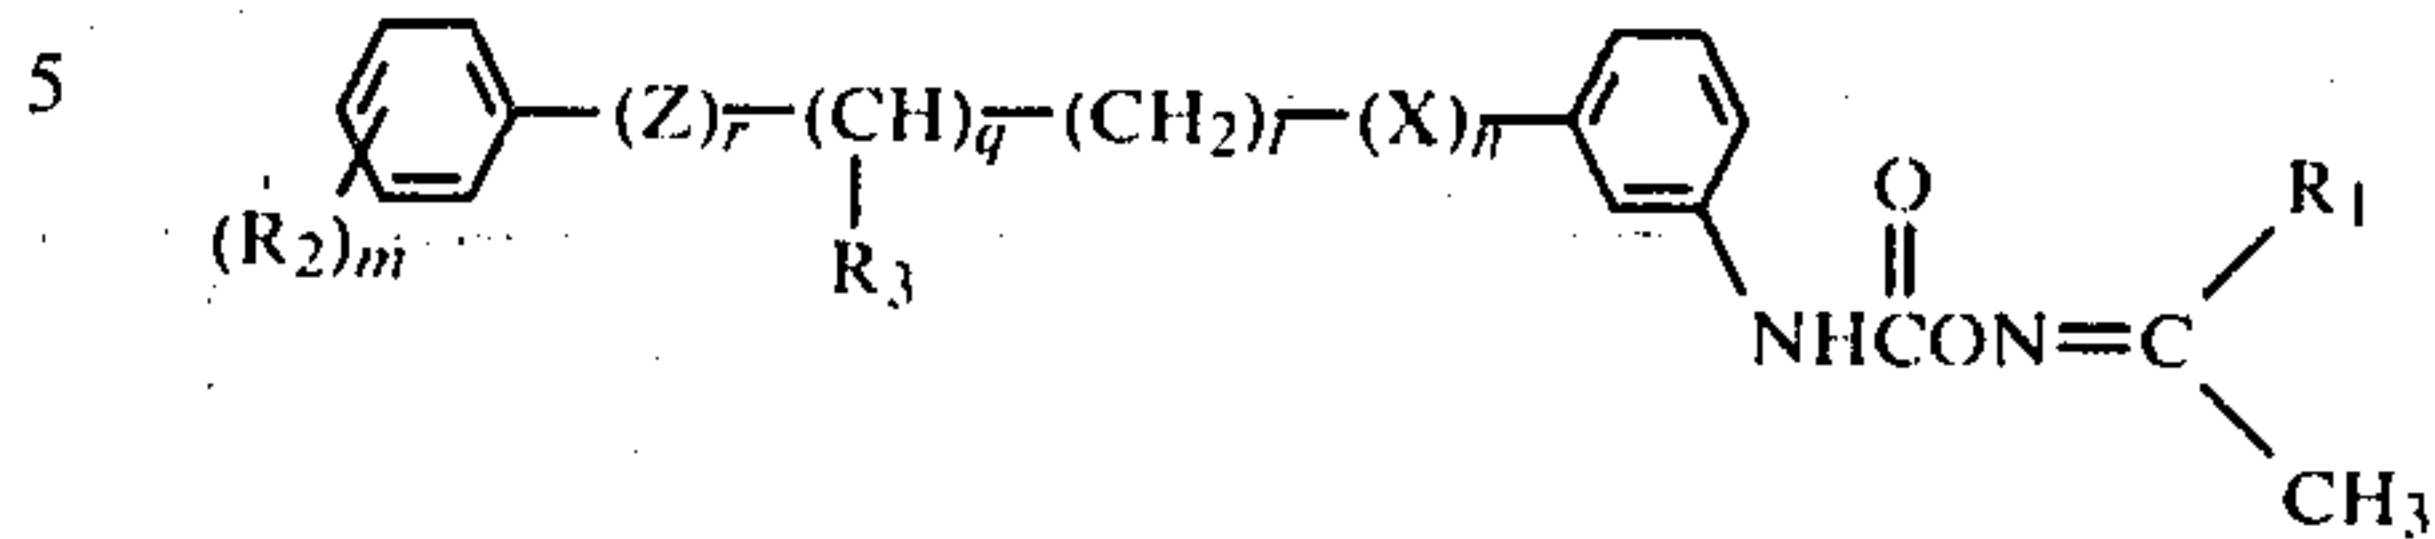 5
(Z)r (CH)q (CH2)l (X)n
O R1
(R2)m R3
NHCON=C
CH3